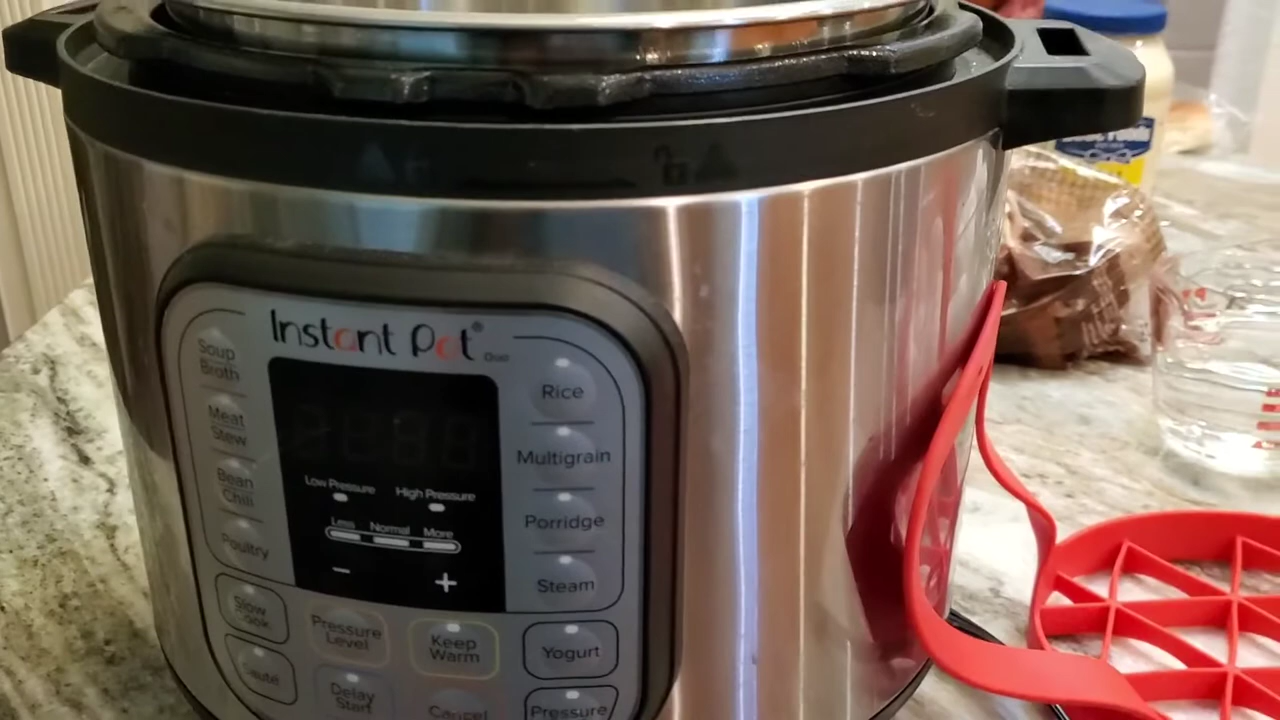 Instant Pot®
Duo
Soup
Broth
Meat
Stew
Bean
Chili
Poultry
Slow
Cook
Sauté
Low Pressure
High Pressure
Less
Normal
More
−
+
Rice
Multigrain
Porridge
Steam
Yogurt
Pressure
Pressure
Level
Keep
Warm
Delay
Start
Cancel